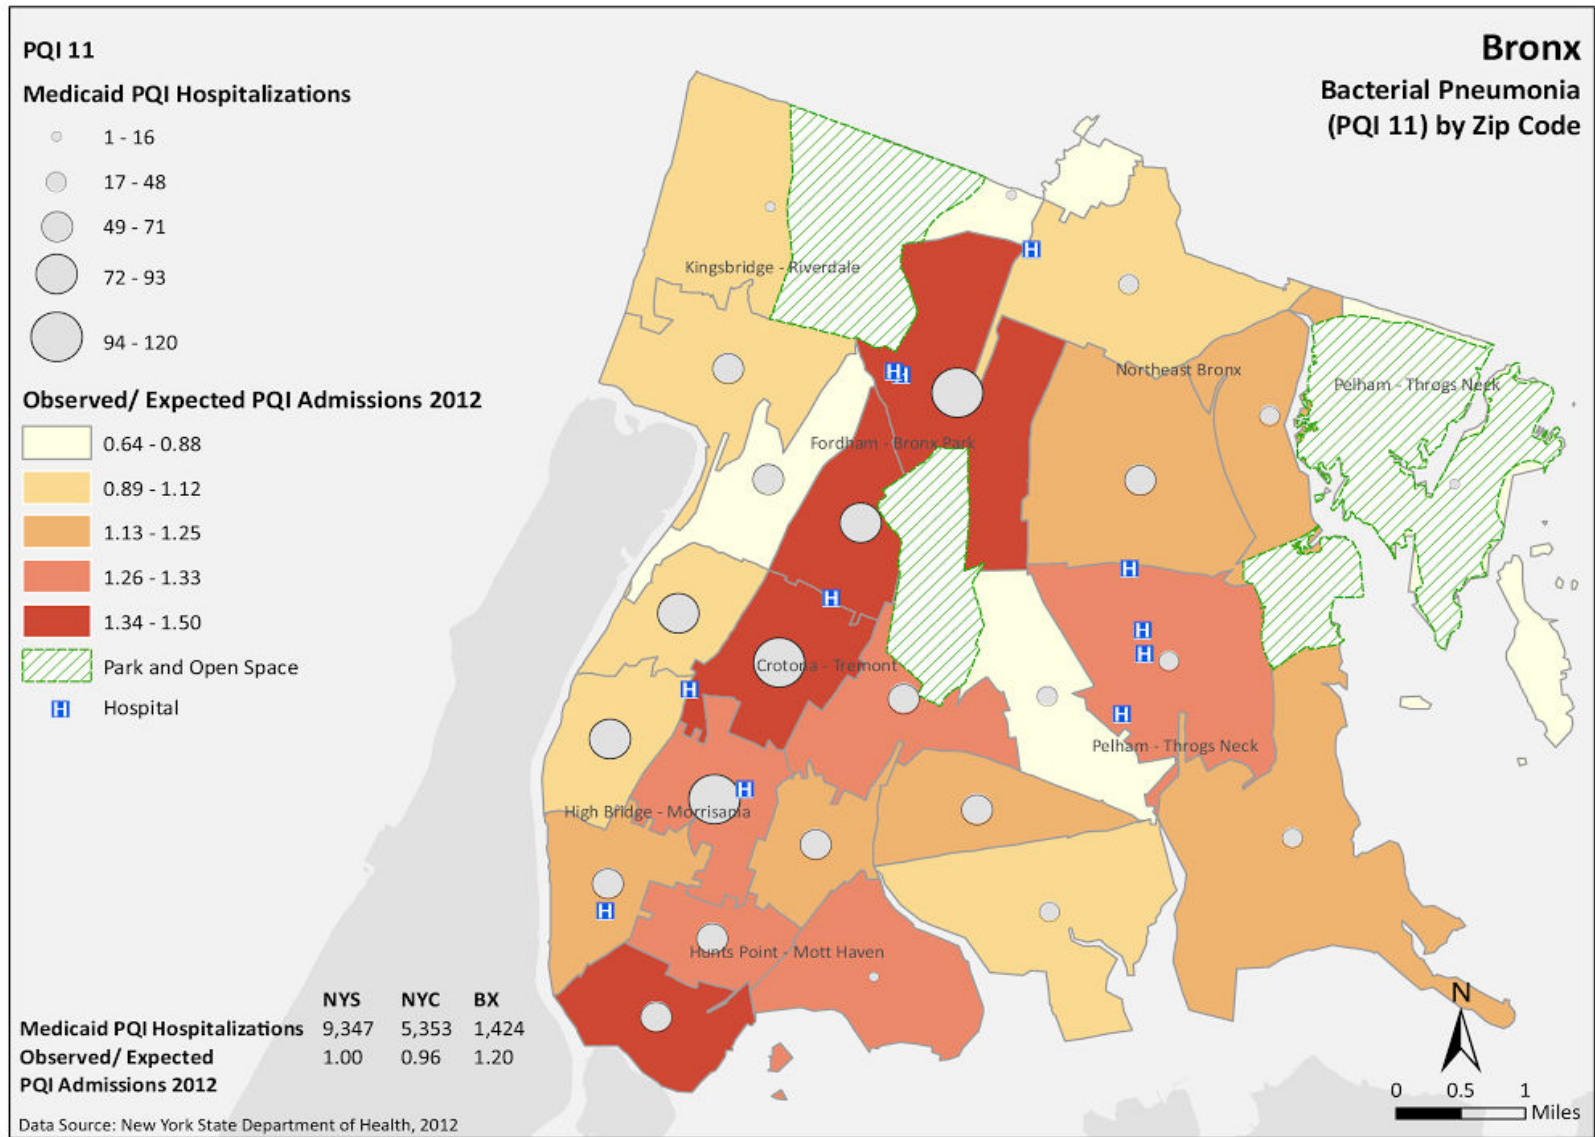 PQI 11
Medicaid PQI Hospitalizations
1 - 16
17 - 48
49 - 71
72 - 93
94 - 120
Observed/ Expected PQI Admissions 2012
0.64 - 0.88
0.89 - 1.12
1.13 - 1.25
1.26 - 1.33
1.34 - 1.50
Park and Open Space
H Hospital
Bronx
Bacterial Pneumonia
(PQI 11) by Zip Code
H
Kingsbridge - Riverdale
Northeast Bronx
H H
Pelham - Throgs Neck
Fordham - Bronx Park
H
H
H
H
Crotona - Tremont
H
H
Pelham - Throgs Neck
H
High Bridge - Morrisania
H
Hunts Point - Mott Haven
NYS NYC BX
Medicaid PQI Hospitalizations 9,347 5,353 1,424
Observed/ Expected 1.00 0.96 1.20
PQI Admissions 2012
Data Source: New York State Department of Health, 2012
N
0 0.5 1
Miles